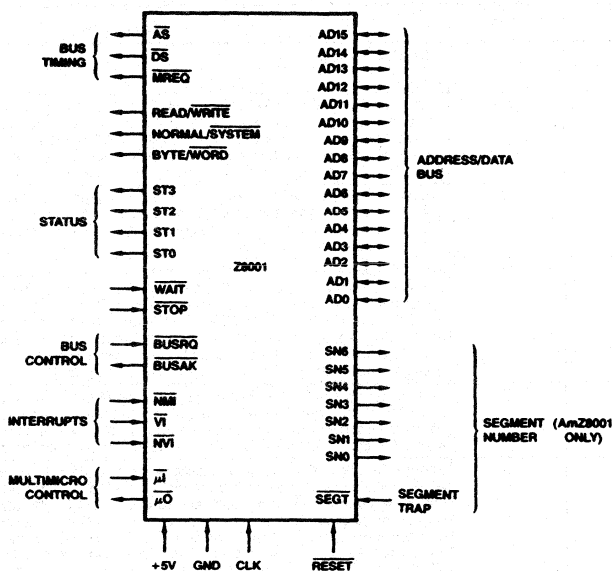 BUS TIMING
AS
DS
MREQ
READ/WRITE
NORMAL/SYSTEM
BYTE/WORD
STATUS
ST3
ST2
ST1
ST0
WAIT
STOP
BUS CONTROL
BUSRQ
BUSAK
INTERRUPTS
NMI
VI
NVI
MULTIMICRO CONTROL
μI
μO
Z8001
AD15
AD14
AD13
AD12
AD11
AD10
AD9
AD8
AD7
AD6
AD5
AD4
AD3
AD2
AD1
AD0
ADDRESS/DATA BUS
SN6
SN5
SN4
SN3
SN2
SN1
SN0
SEGMENT NUMBER (AmZ8001 ONLY)
SEGT
SEGMENT TRAP
+5V
GND
CLK
RESET